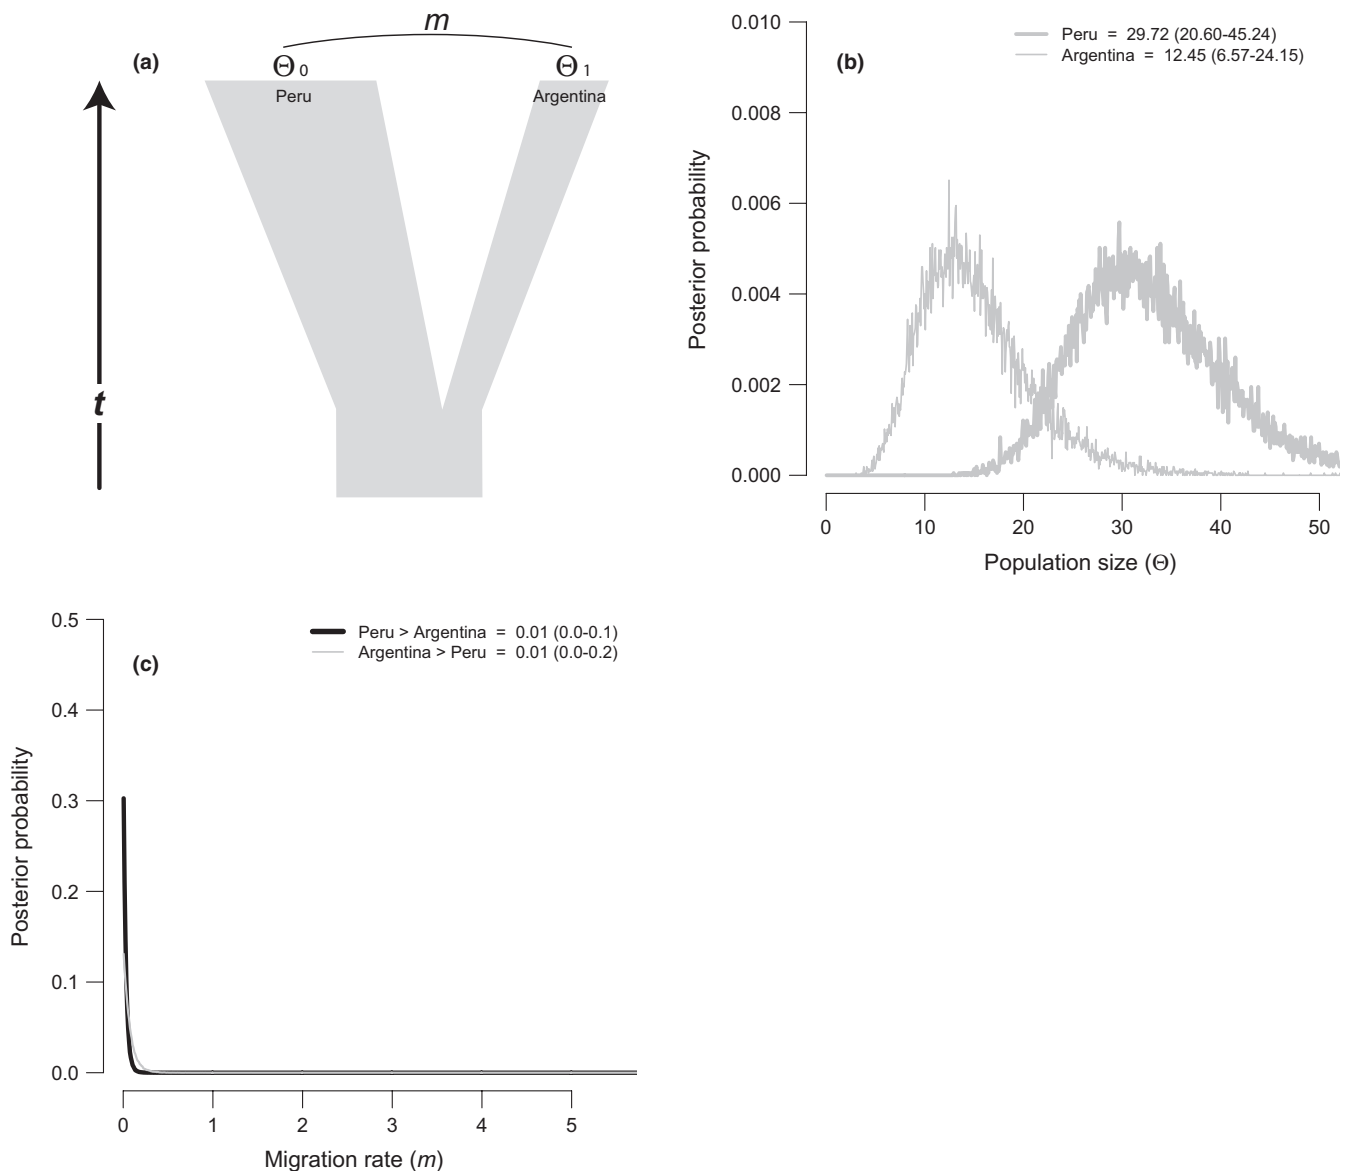 m
(a)
Θ0
Θ1
Peru
Argentina
t
(b)
Peru = 29.72 (20.60-45.24)
Argentina = 12.45 (6.57-24.15)
0.010
0.008
0.006
0.004
0.002
0.000
Posterior probability
0 10 20 30 40 50
Population size (Θ)
(c)
Peru > Argentina = 0.01 (0.0-0.1)
Argentina > Peru = 0.01 (0.0-0.2)
0.5
0.4
0.3
0.2
0.1
0.0
Posterior probability
0 1 2 3 4 5
Migration rate (m)